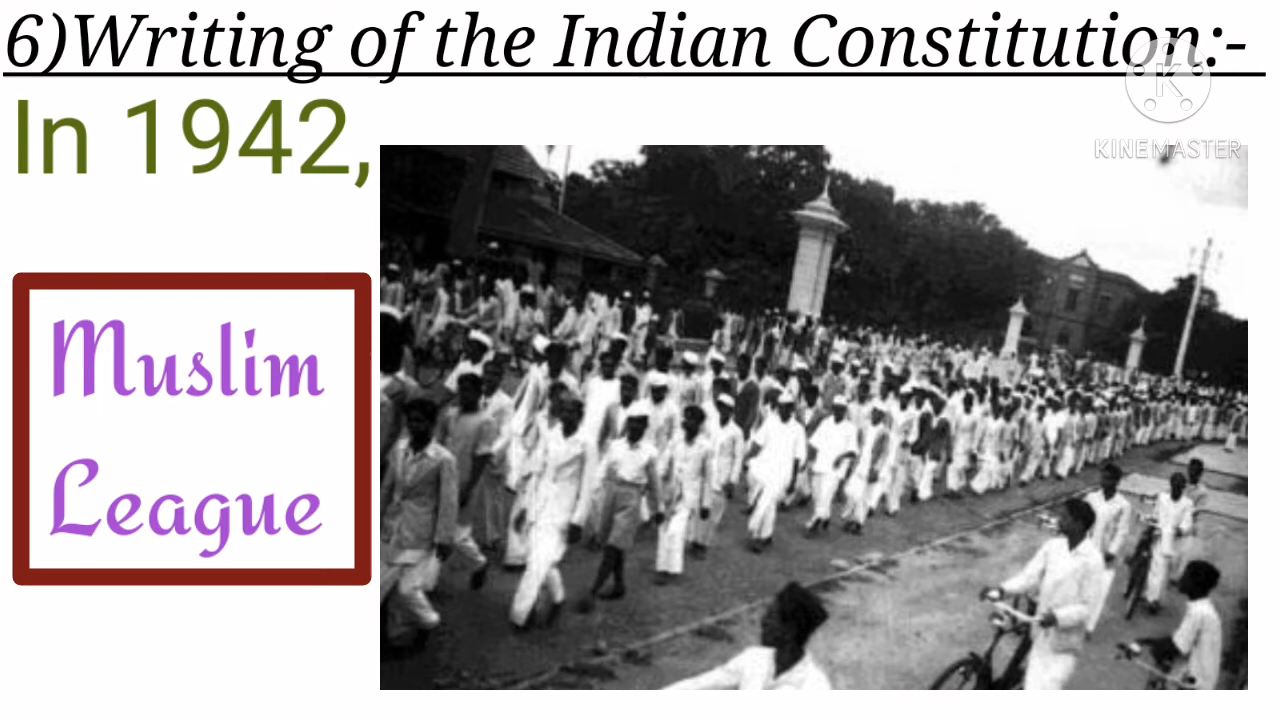 6)Writing of the Indian Constitution:-
KINEMASTER
In 1942,
Muslim
League